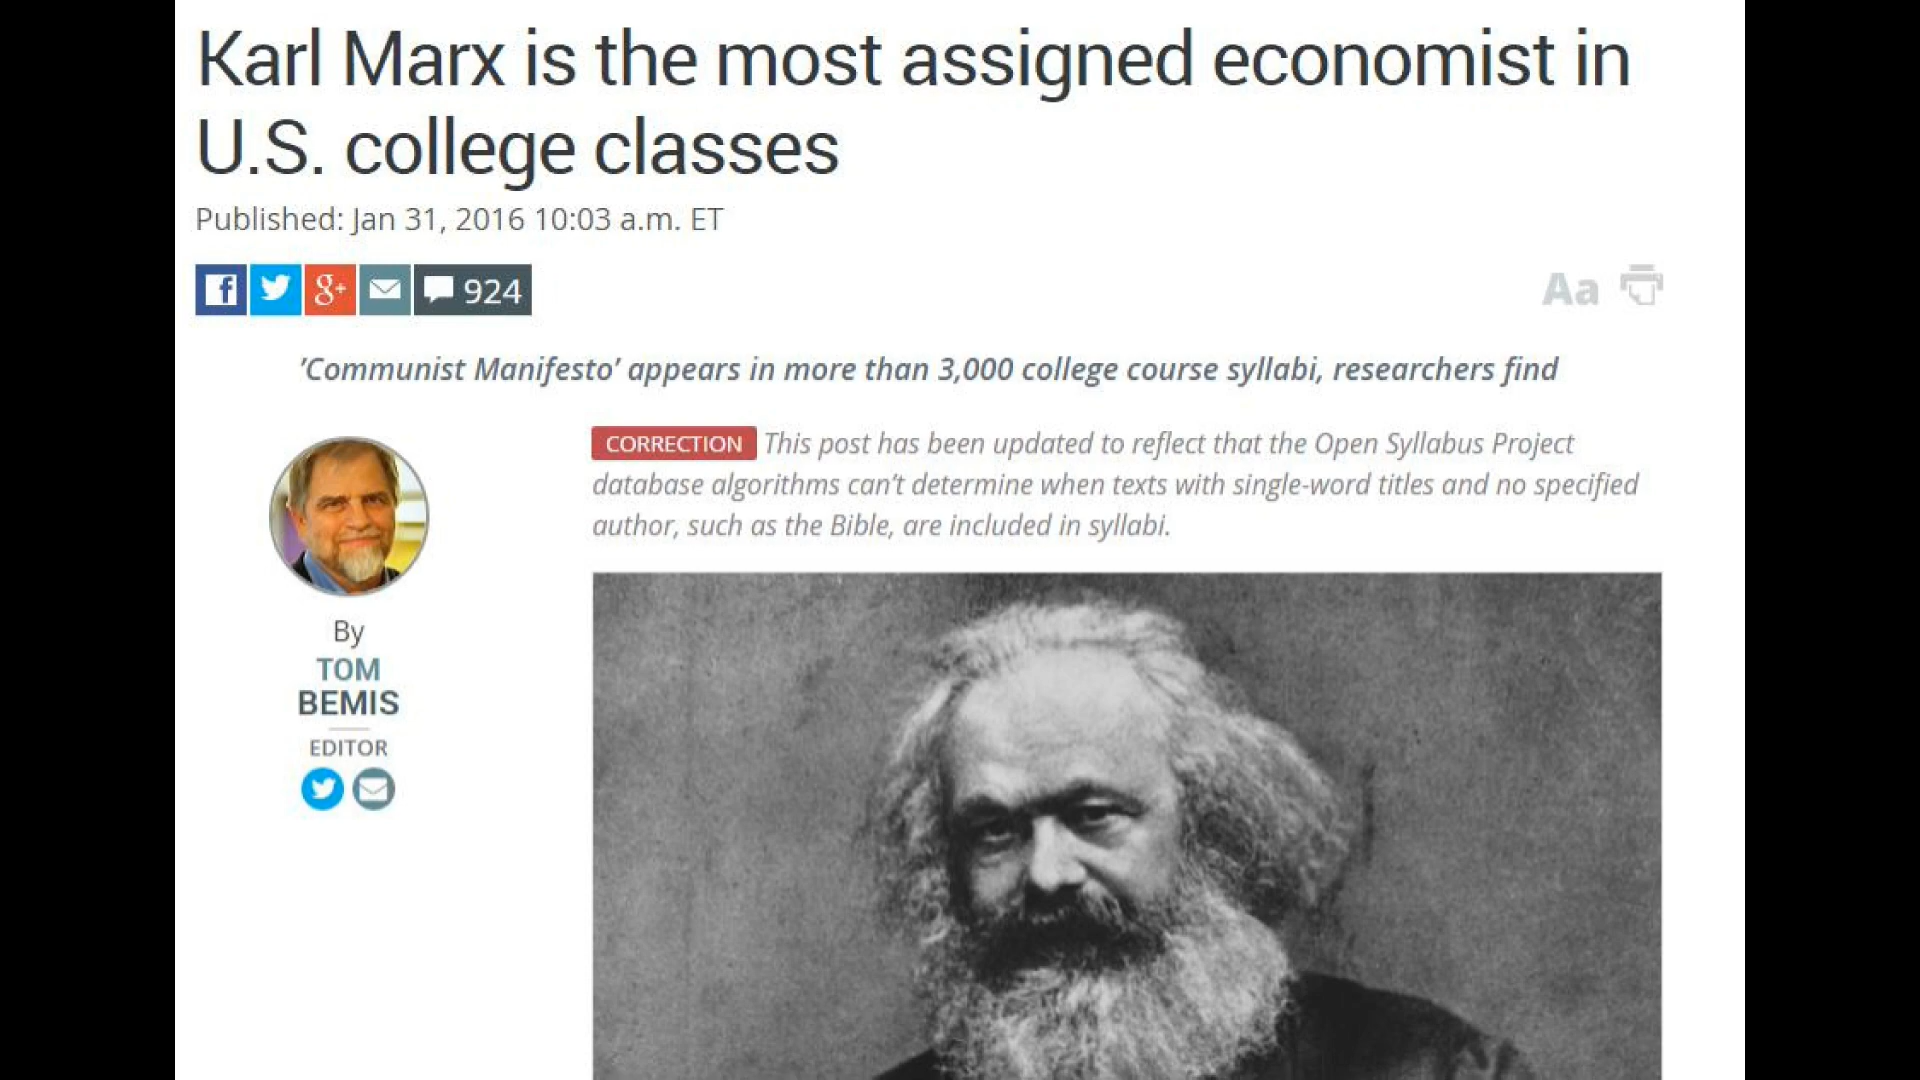 Karl Marx is the most assigned economist in
U.S. college classes
Published: Jan 31, 2016 10:03 a.m. ET
f g+ 924
Aa
'Communist Manifesto' appears in more than 3,000 college course syllabi, researchers find
CORRECTION This post has been updated to reflect that the Open Syllabus Project
database algorithms can't determine when texts with single-word titles and no specified
author, such as the Bible, are included in syllabi.
By
TOM
BEMIS
EDITOR